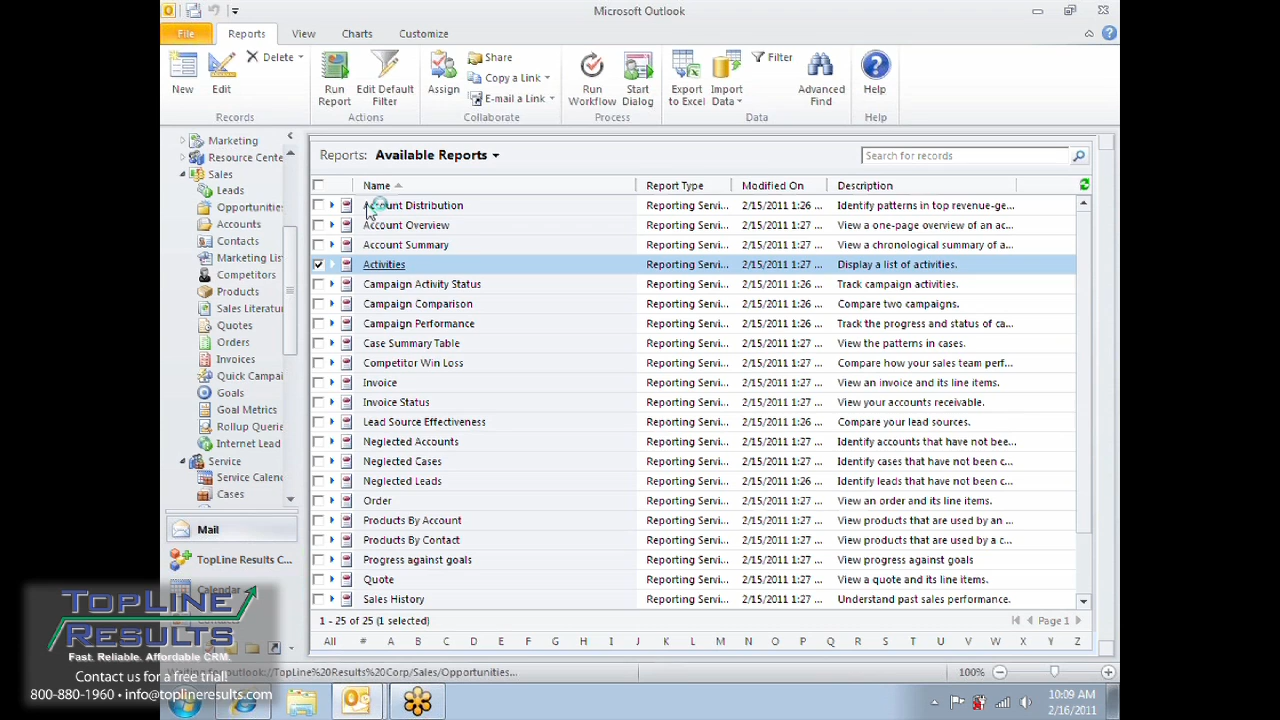 Microsoft Outlook
File Reports View Charts Customize
New Edit Delete Run Report Edit Default Filter Assign Share Copy a Link E-mail a Link Run Workflow Start Dialog Export to Excel Import Data Filter Advanced Find Help
Records Actions Collaborate Process Data Help
Marketing
Resource Cente
Sales
Leads
Opportunitie
Accounts
Contacts
Marketing Lis
Competitors
Products
Sales Literatu
Quotes
Orders
Invoices
Quick Campai
Goals
Goal Metrics
Rollup Querie
Internet Lead
Service
Service Calen
Cases
Mail
TopLine Results C...
Calendar
Reports: Available Reports
Search for records
Name Report Type Modified On Description
Account Distribution Reporting Servi... 2/15/2011 1:26 ... Identify patterns in top revenue-ge...
Account Overview Reporting Servi... 2/15/2011 1:27 ... View a one-page overview of an ac...
Account Summary Reporting Servi... 2/15/2011 1:27 ... View a chronological summary of a...
Activities Reporting Servi... 2/15/2011 1:27 ... Display a list of activities.
Campaign Activity Status Reporting Servi... 2/15/2011 1:26 ... Track campaign activities.
Campaign Comparison Reporting Servi... 2/15/2011 1:26 ... Compare two campaigns.
Campaign Performance Reporting Servi... 2/15/2011 1:27 ... Track the progress and status of ca...
Case Summary Table Reporting Servi... 2/15/2011 1:27 ... View the patterns in cases.
Competitor Win Loss Reporting Servi... 2/15/2011 1:27 ... Compare how your sales team perf...
Invoice Reporting Servi... 2/15/2011 1:27 ... View an invoice and its line items.
Invoice Status Reporting Servi... 2/15/2011 1:27 ... View your accounts receivable.
Lead Source Effectiveness Reporting Servi... 2/15/2011 1:26 ... Compare your lead sources.
Neglected Accounts Reporting Servi... 2/15/2011 1:27 ... Identify accounts that have not bee...
Neglected Cases Reporting Servi... 2/15/2011 1:27 ... Identify cases that have not been c...
Neglected Leads Reporting Servi... 2/15/2011 1:26 ... Identify leads that have not been c...
Order Reporting Servi... 2/15/2011 1:27 ... View an order and its line items.
Products By Account Reporting Servi... 2/15/2011 1:27 ... View products that are used by an ...
Products By Contact Reporting Servi... 2/15/2011 1:27 ... View products that are used by a c...
Progress against goals Reporting Servi... 2/15/2011 1:27 ... View progress against goals
Quote Reporting Servi... 2/15/2011 1:27 ... View a quote and its line items.
Sales History Reporting Servi... 2/15/2011 1:27 ... Understand past sales performance.
1 - 25 of 25 (1 selected) Page 1
All # A B C D E F G H I J K L M N O P Q R S T U V W X Y Z
Waiting for outlook://TopLine%20Results%20Corp/Sales/Opportunities... 100%
TOPLINE
RESULTS
Fast. Reliable. Affordable CRM.
Contact us for a free trial!
800-880-1960 • info@toplineresults.com
10:09 AM
2/16/2011